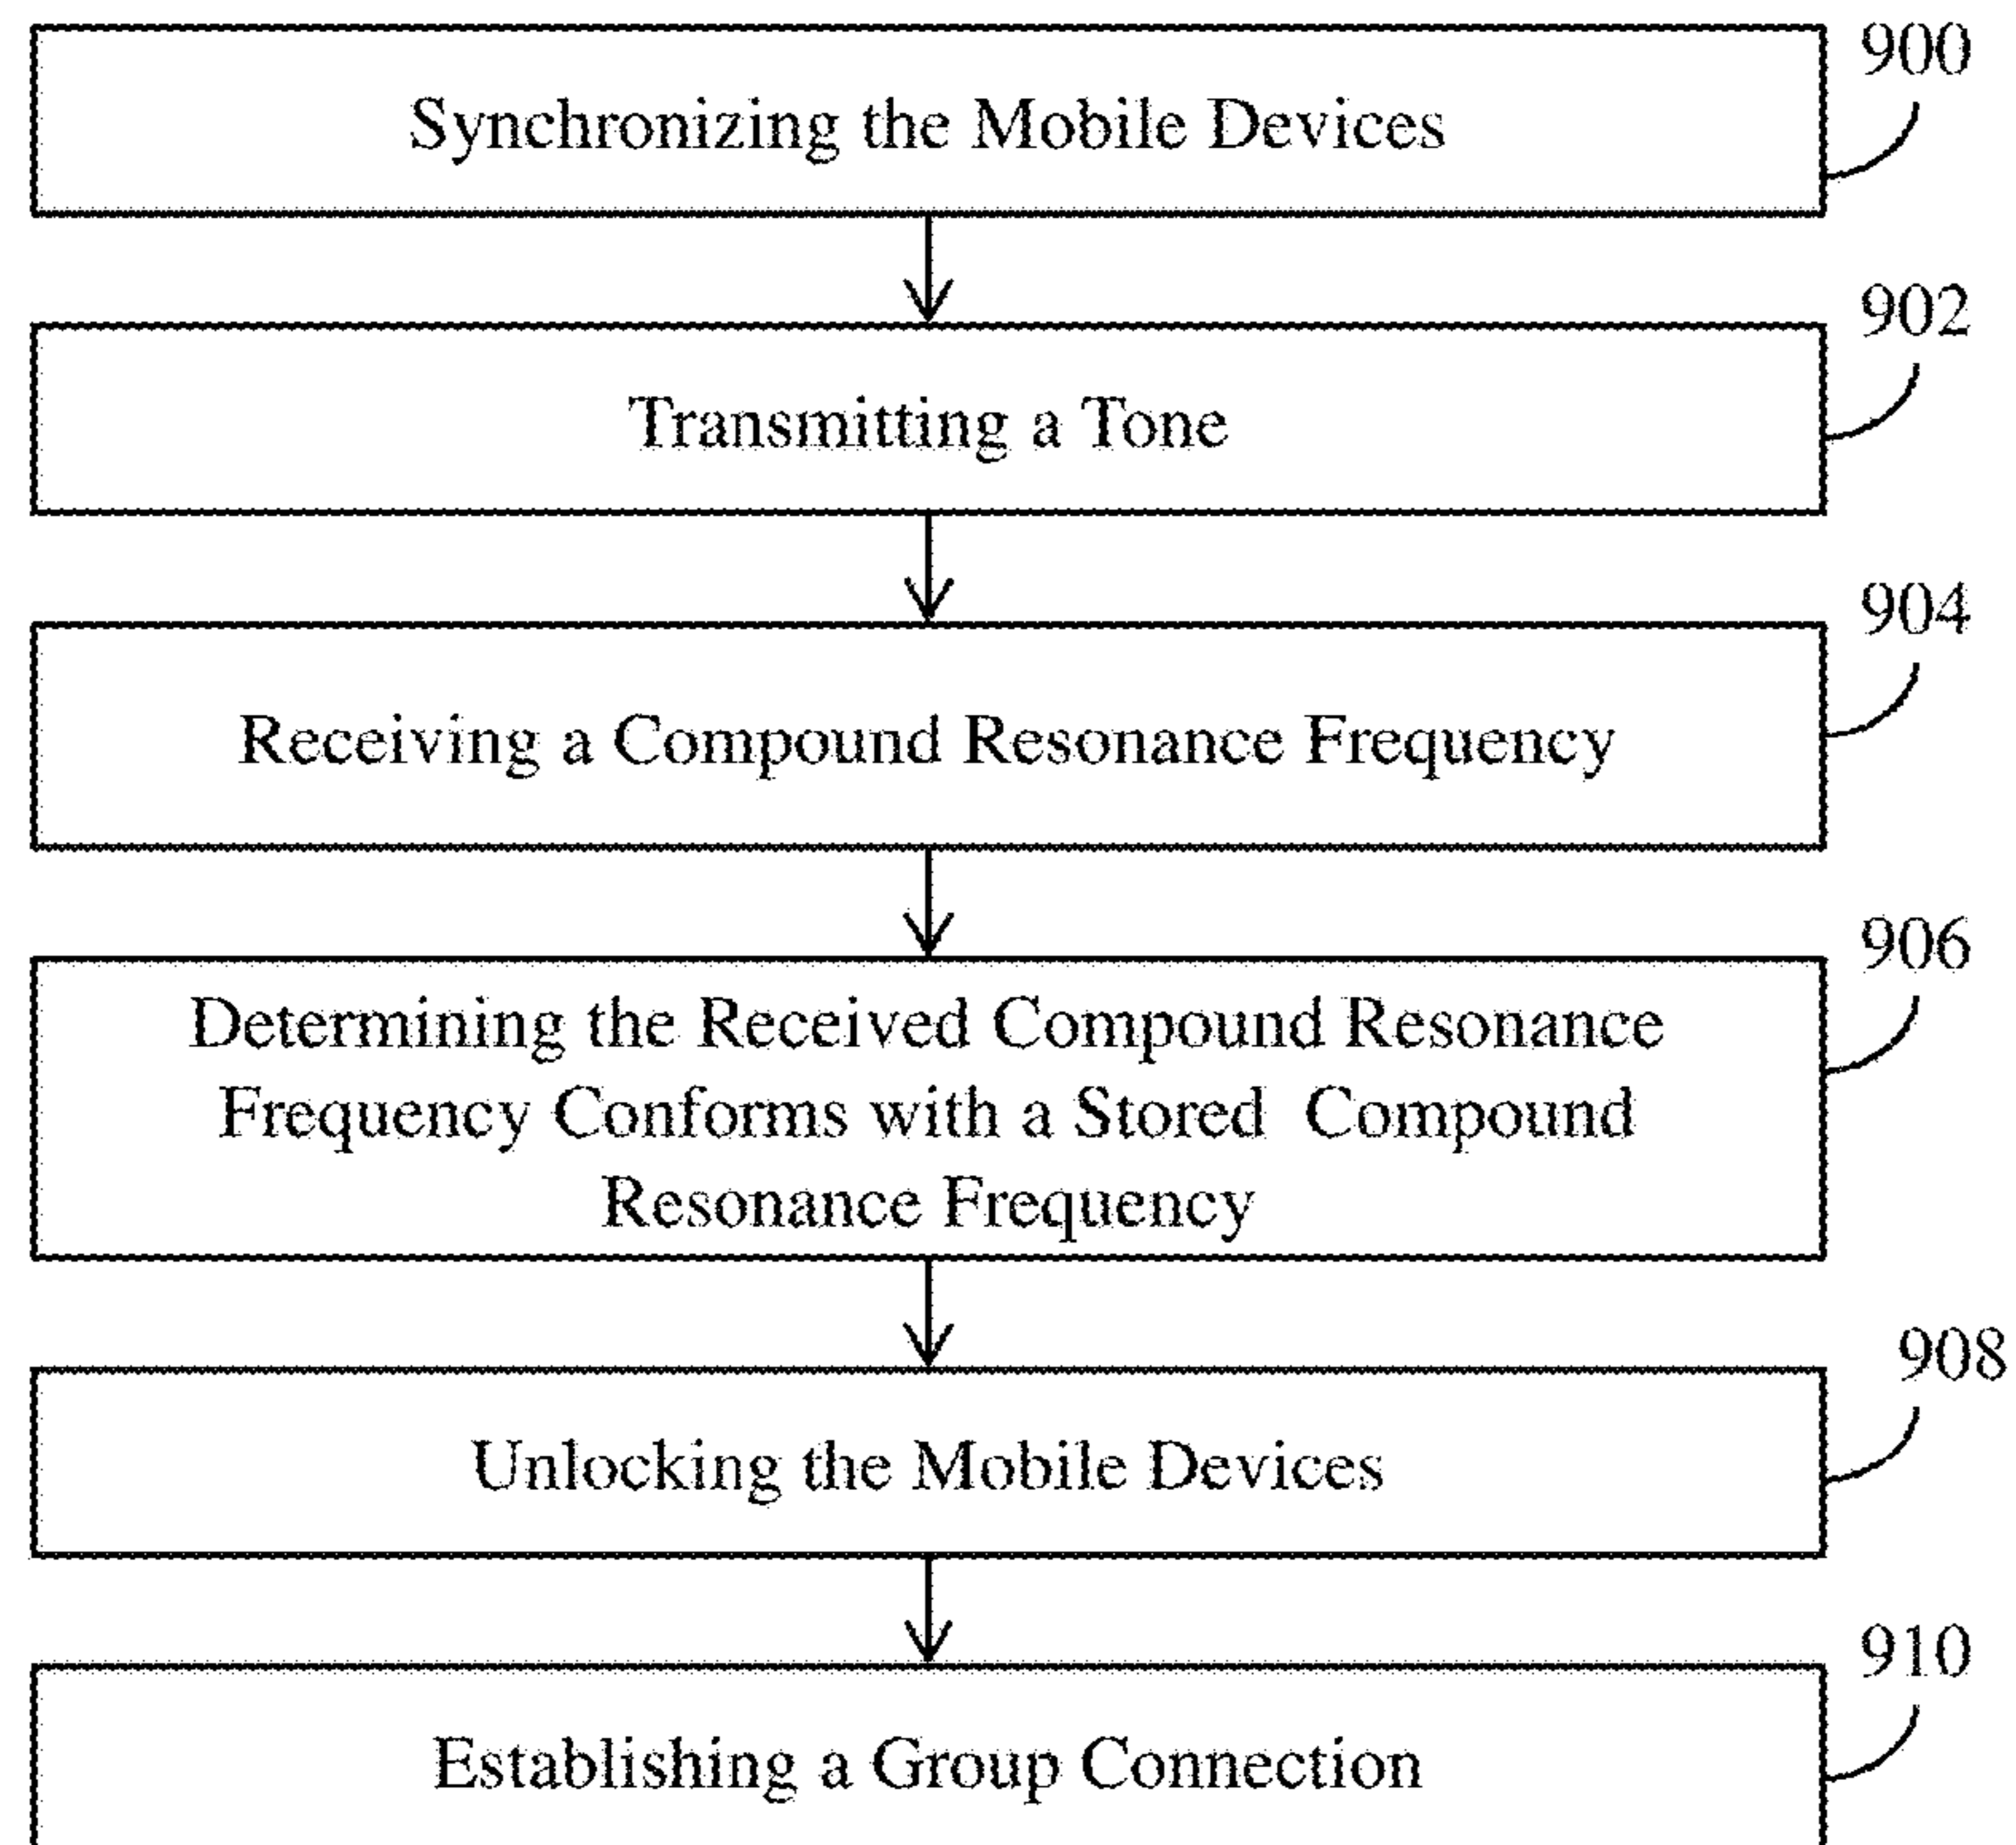 900
Synchronizing the Mobile Devices
902
Transmitting a Tone
904
Receiving a Compound Resonance Frequency
906
Determining the Received Compound Resonance
Frequency Conforms with a Stored Compound
Resonance Frequency
908
Unlocking the Mobile Devices
910
Establishing a Group Connection